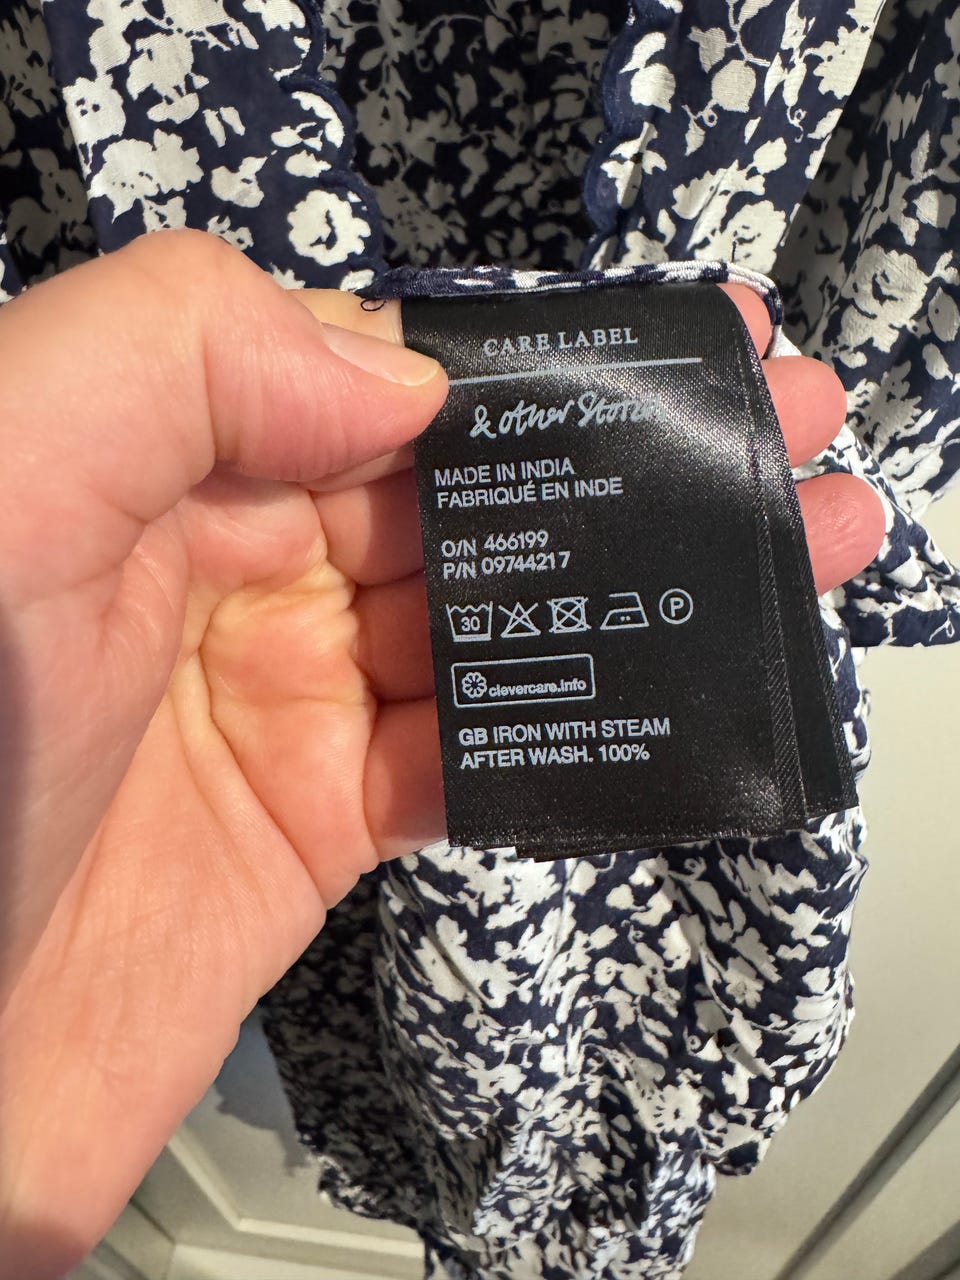 CARE LABEL
& other Stories
MADE IN INDIA
FABRIQUÉ EN INDE
O/N 466199
P/N 09744217
30
P
clevercare.info
GB IRON WITH STEAM
AFTER WASH. 100%